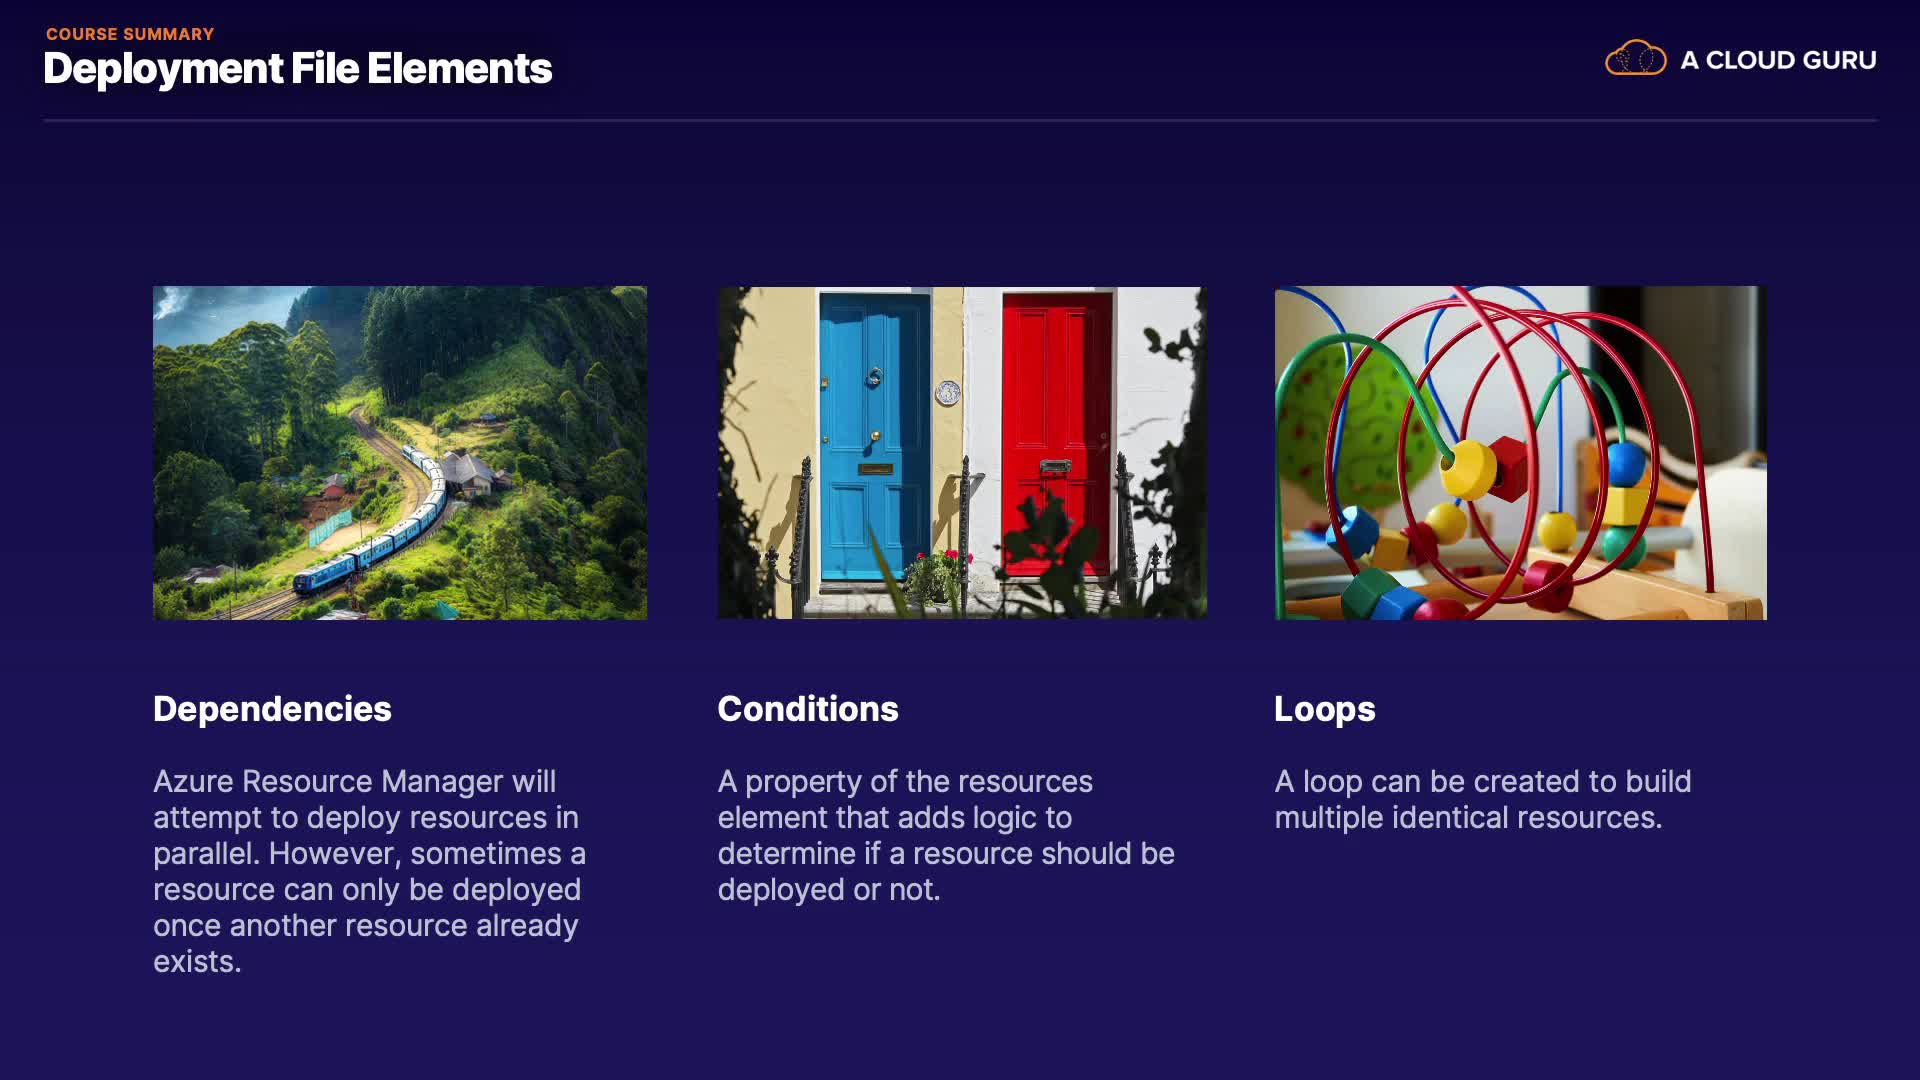 COURSE SUMMARY
Deployment File Elements
A CLOUD GURU
Dependencies
Azure Resource Manager will
attempt to deploy resources in
parallel. However, sometimes a
resource can only be deployed
once another resource already
exists.
Conditions
A property of the resources
element that adds logic to
determine if a resource should be
deployed or not.
Loops
A loop can be created to build
multiple identical resources.